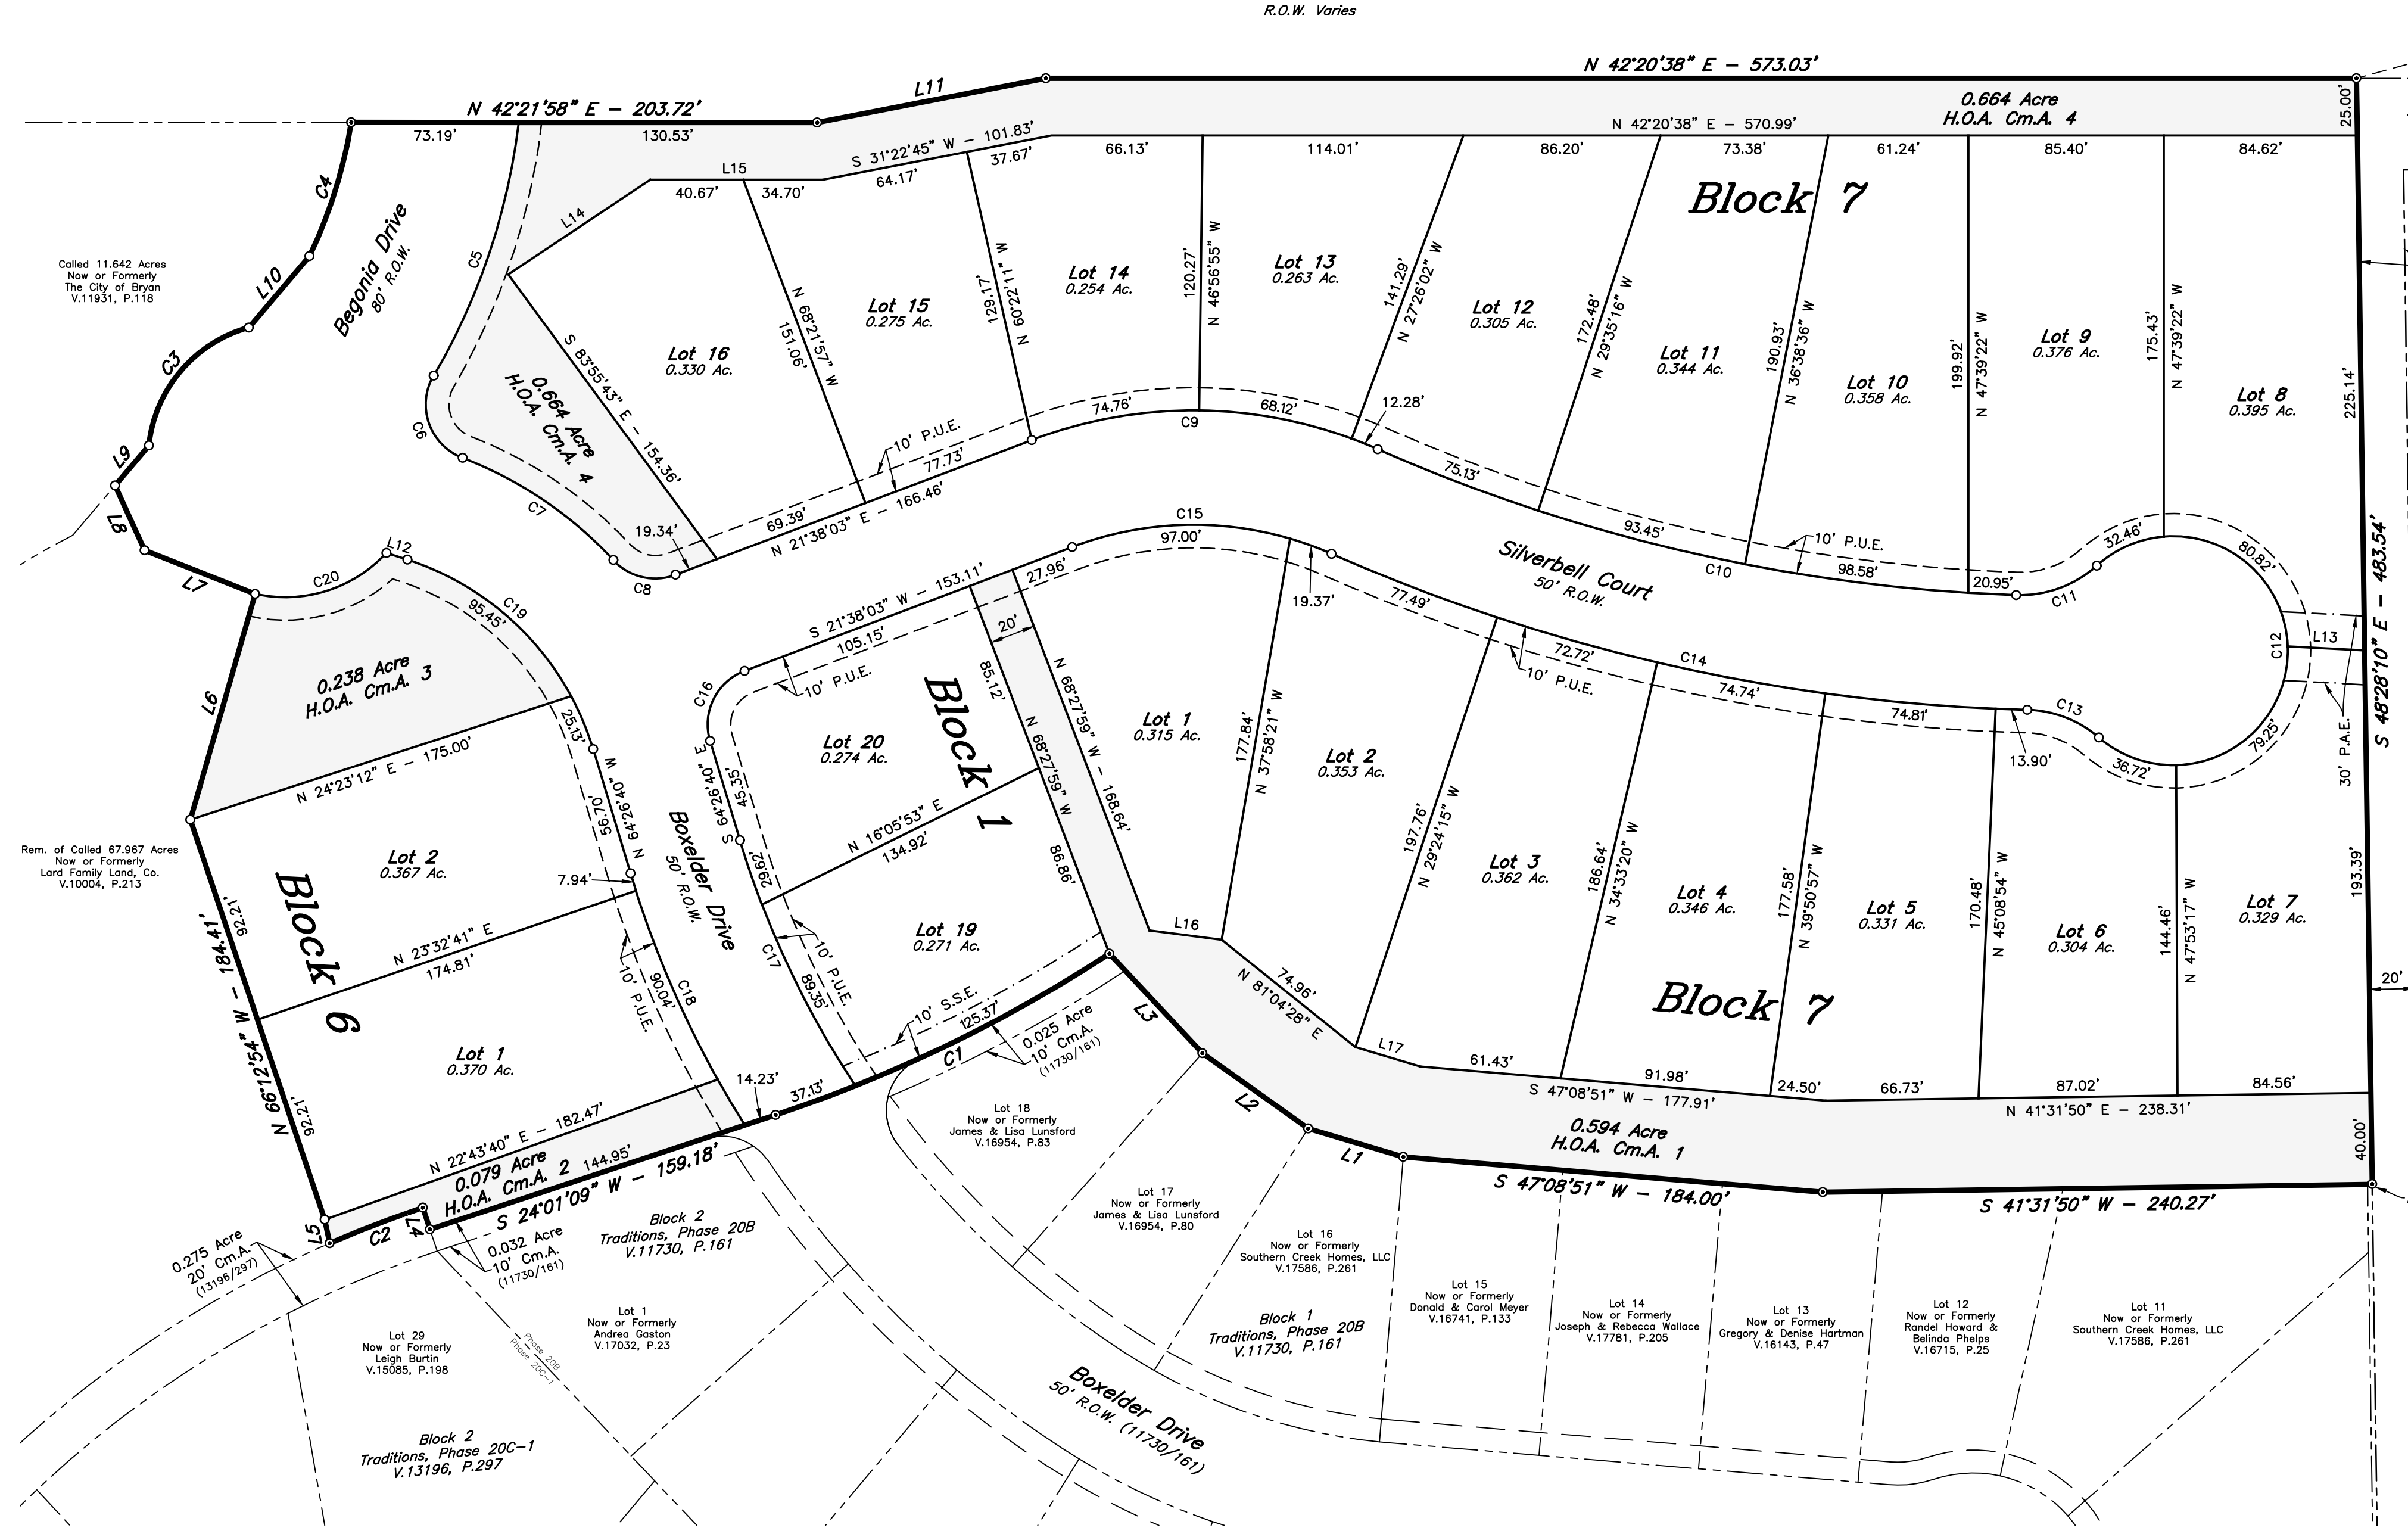 R.O.W. Varies
N 42°20'38" E - 573.03'
N 42°21'58" E - 203.72'
L11
73.19'
130.53'
0.664 Acre
H.O.A. Cm.A. 4
25.00'
N 42°20'38" E - 570.99'
S 31°22'45" W - 101.83'
L15
40.67'
34.70'
64.17'
37.67'
66.13'
114.01'
86.20'
73.38'
61.24'
85.40'
84.62'
Block 7
C4
L10
C3
L9
L8
L7
Begonia Drive
80' R.O.W.
C5
L14
Called 11.642 Acres
Now or Formerly
The City of Bryan
V.11931, P.118
Lot 16
0.330 Ac.
Lot 15
0.275 Ac.
Lot 14
0.254 Ac.
Lot 13
0.263 Ac.
Lot 12
0.305 Ac.
Lot 11
0.344 Ac.
Lot 10
0.358 Ac.
Lot 9
0.376 Ac.
Lot 8
0.395 Ac.
S 83°55'43" E - 154.36'
N 68°21'57" W
151.06'
129.17'
N 60°22'11" W
120.27'
N 46°56'55" W
141.29'
N 27°26'02" W
172.48'
N 29°35'16" W
190.93'
N 36°38'36" W
199.92'
N 47°39'22" W
175.43'
N 47°39'22" W
225.14'
S 48°28'10" E - 483.54'
0.664 Acre
H.O.A.
Cm.A. 4
C6
C7
C8
19.34'
69.39'
77.73'
N 21°38'03" E - 166.46'
10' P.U.E.
74.76'
C9
68.12'
12.28'
75.13'
93.45'
C10
98.58'
10' P.U.E.
20.95'
C11
32.46'
80.82'
C12
L13
79.25'
30' P.A.E.
Silverbell Court
50' R.O.W.
C15
97.00'
19.37'
77.49'
72.72'
10' P.U.E.
C14
74.74'
74.81'
C13
13.90'
36.72'
L12
C20
C19
95.45'
25.13'
0.238 Acre
H.O.A. Cm.A. 3
L6
N 24°23'12" E - 175.00'
S 21°38'03" W - 153.11'
105.15'
27.96'
20'
10' P.U.E.
C16
S 64°26'40" E
45.35'
29.62'
56.70'
N 64°26'40" W
7.94'
Boxelder Drive
50' R.O.W.
Block 1
Lot 20
0.274 Ac.
85.12'
N 68°27'59" W
86.86'
N 68°27'59" W - 168.64'
N 16°05'53" E
134.92'
Lot 19
0.271 Ac.
Lot 1
0.315 Ac.
177.84'
N 37°58'21" W
Lot 2
0.353 Ac.
197.76'
N 29°24'15" W
Lot 3
0.362 Ac.
186.64'
N 34°33'20" W
Lot 4
0.346 Ac.
177.58'
N 39°50'57" W
Lot 5
0.331 Ac.
170.48'
N 45°08'54" W
Lot 6
0.304 Ac.
144.46'
N 47°53'17" W
Lot 7
0.329 Ac.
193.39'
20'
Rem. of Called 67.967 Acres
Now or Formerly
Lard Family Land, Co.
V.10004, P.213
Lot 2
0.367 Ac.
Block 6
92.21'
N 66°12'54" W - 184.41'
92.21'
N 23°32'41" E
174.81'
Lot 1
0.370 Ac.
10' P.U.E.
90.04'
C18
C17
89.35'
10' P.U.E.
10' S.S.E.
125.37'
C1
0.025 Acre
10' Cm.A.
(11730/161)
L16
N 81°04'28" E
74.96'
L17
61.43'
91.98'
24.50'
66.73'
87.02'
84.56'
S 47°08'51" W - 177.91'
N 41°31'50" E - 238.31'
Block 7
L3
L2
L1
0.594 Acre
H.O.A. Cm.A. 1
40.00'
S 47°08'51" W - 184.00'
S 41°31'50" W - 240.27'
14.23'
37.13'
N 22°43'40" E - 182.47'
0.079 Acre
H.O.A. Cm.A. 2
144.95'
S 24°01'09" W - 159.18'
L5
C2
L4
0.275 Acre
20' Cm.A.
(13196/297)
0.032 Acre
10' Cm.A.
(11730/161)
Block 2
Traditions, Phase 20B
V.11730, P.161
Lot 18
Now or Formerly
James & Lisa Lunsford
V.16954, P.83
Lot 17
Now or Formerly
James & Lisa Lunsford
V.16954, P.80
Lot 16
Now or Formerly
Southern Creek Homes, LLC
V.17586, P.261
Lot 15
Now or Formerly
Donald & Carol Meyer
V.16741, P.133
Lot 14
Now or Formerly
Joseph & Rebecca Wallace
V.17781, P.205
Lot 13
Now or Formerly
Gregory & Denise Hartman
V.16143, P.47
Lot 12
Now or Formerly
Randel Howard &
Belinda Phelps
V.16715, P.25
Lot 11
Now or Formerly
Southern Creek Homes, LLC
V.17586, P.261
Block 1
Traditions, Phase 20B
V.11730, P.161
Lot 29
Now or Formerly
Leigh Burtin
V.15085, P.198
Lot 1
Now or Formerly
Andrea Gaston
V.17032, P.23
Phase 20B
Phase 20C-1
Block 2
Traditions, Phase 20C-1
V.13196, P.297
Boxelder Drive
50' R.O.W. (11730/161)